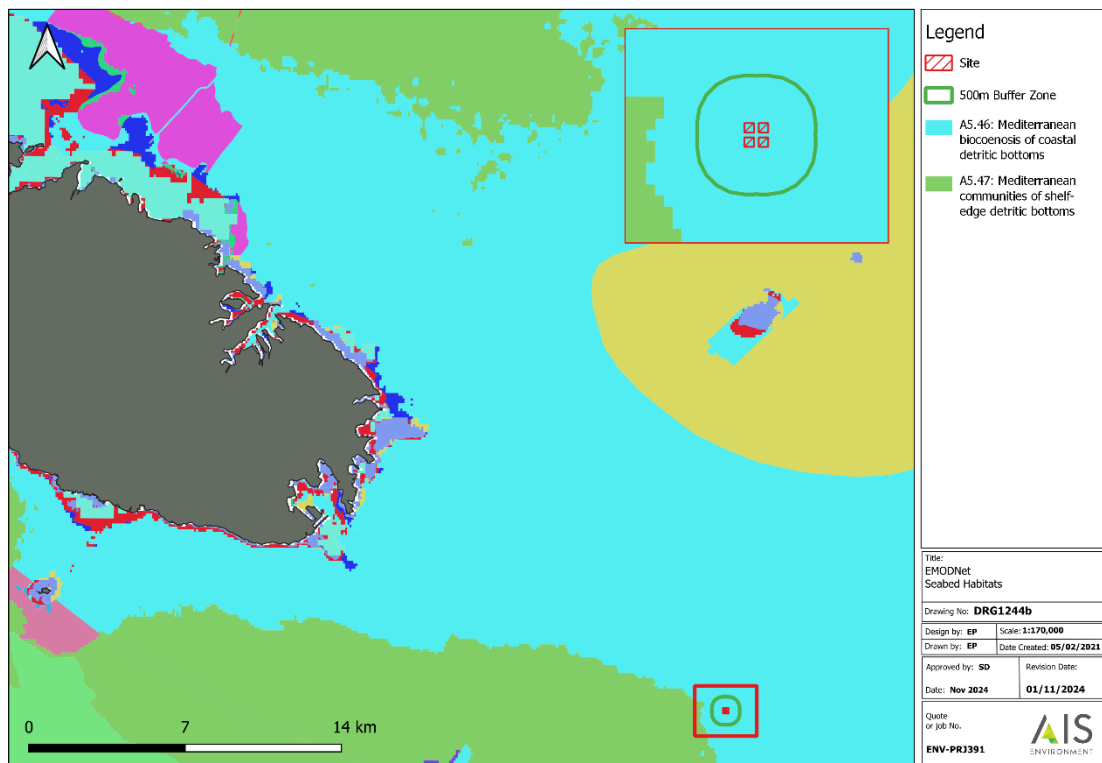 Legend
Site
500m Buffer Zone
A5.46: Mediterranean
biocoenosis of coastal
detritic bottoms
A5.47: Mediterranean
communities of shelf-
edge detritic bottoms
0
7
14 km
Title:
EMODNet
Seabed Habitats
Drawing No: DRG1244b
Design by: EP
Scale: 1:170,000
Drawn by: EP
Date Created: 05/02/2021
Approved by: SD
Revision Date:
Date: Nov 2024
01/11/2024
Quote
or job No.
ENV-PRJ391
AIS
ENVIRONMENT